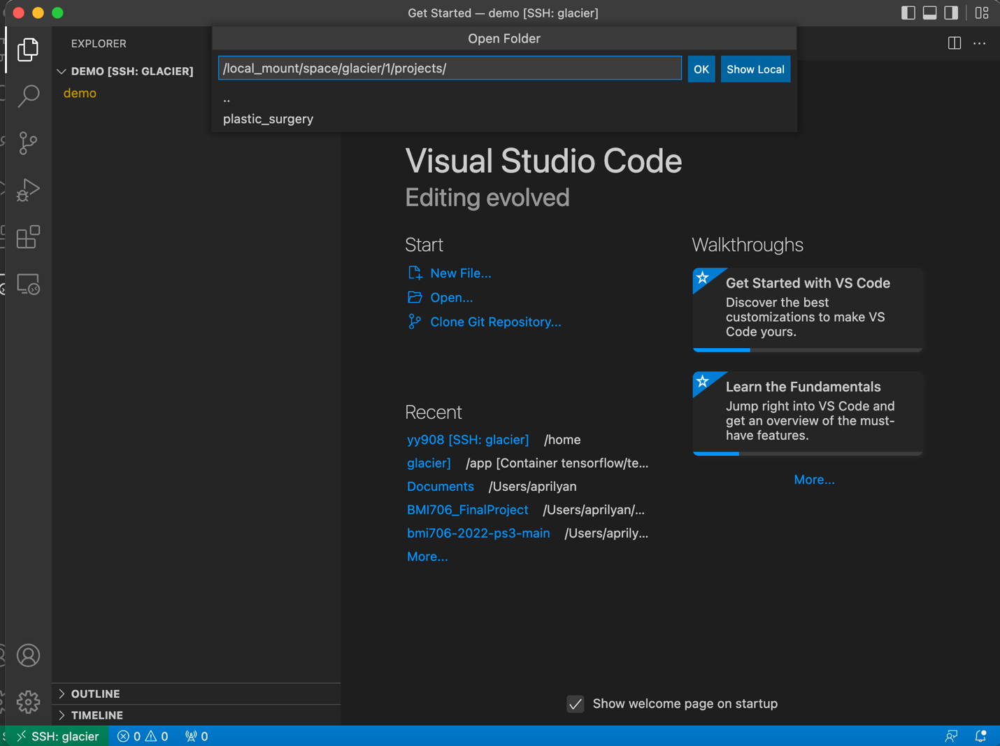 Get Started — demo [SSH: glacier]
EXPLORER
DEMO [SSH: GLACIER]
demo
Open Folder
/local_mount/space/glacier/1/projects/
OK
Show Local
..
plastic_surgery
Visual Studio Code
Editing evolved
Start
New File...
Open...
Clone Git Repository...
Recent
yy908 [SSH: glacier] /home
glacier] /app [Container tensorflow/te...
Documents /Users/aprilyan
BMI706_FinalProject /Users/aprilyan/...
bmi706-2022-ps3-main /Users/aprily...
More...
Walkthroughs
Get Started with VS Code
Discover the best
customizations to make VS
Code yours.
Learn the Fundamentals
Jump right into VS Code and
get an overview of the must-
have features.
More...
Show welcome page on startup
OUTLINE
TIMELINE
SSH: glacier
0 0
0